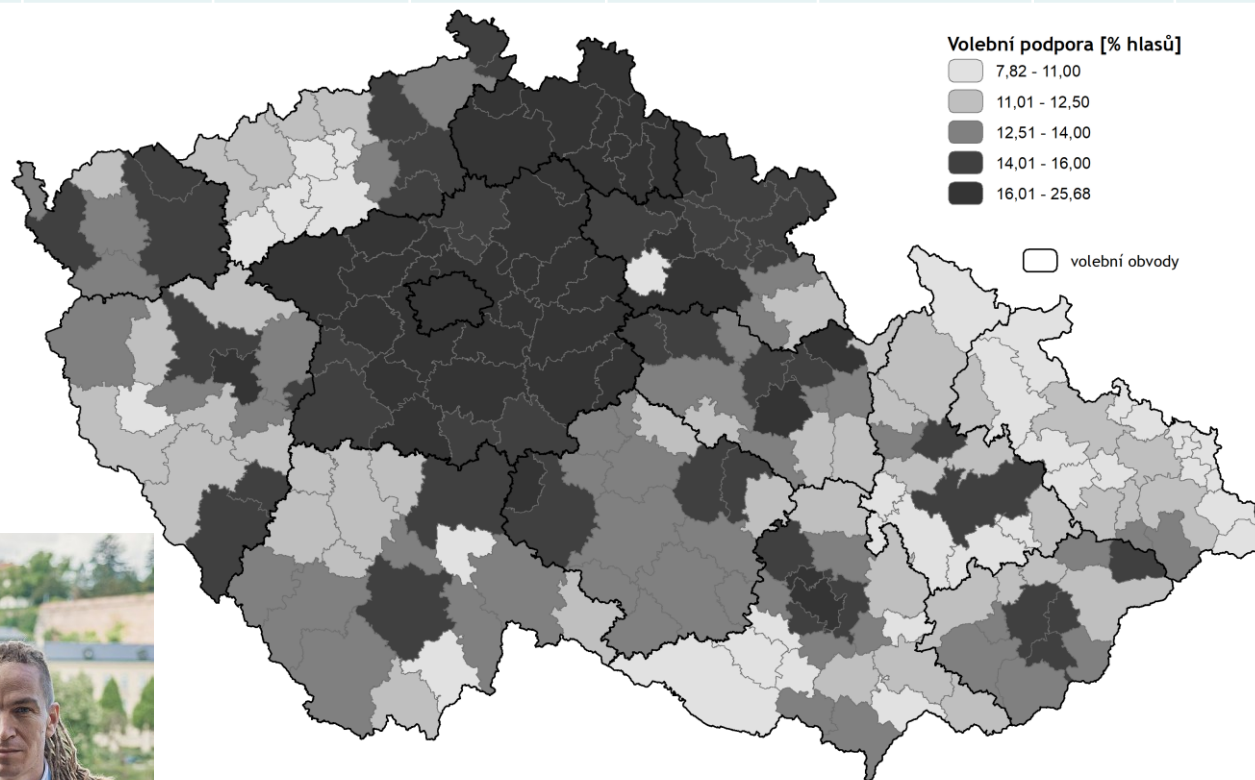 Volební podpora [% hlasů]
7,82 - 11,00
11,01 - 12,50
12,51 - 14,00
14,01 - 16,00
16,01 - 25,68
volební obvody